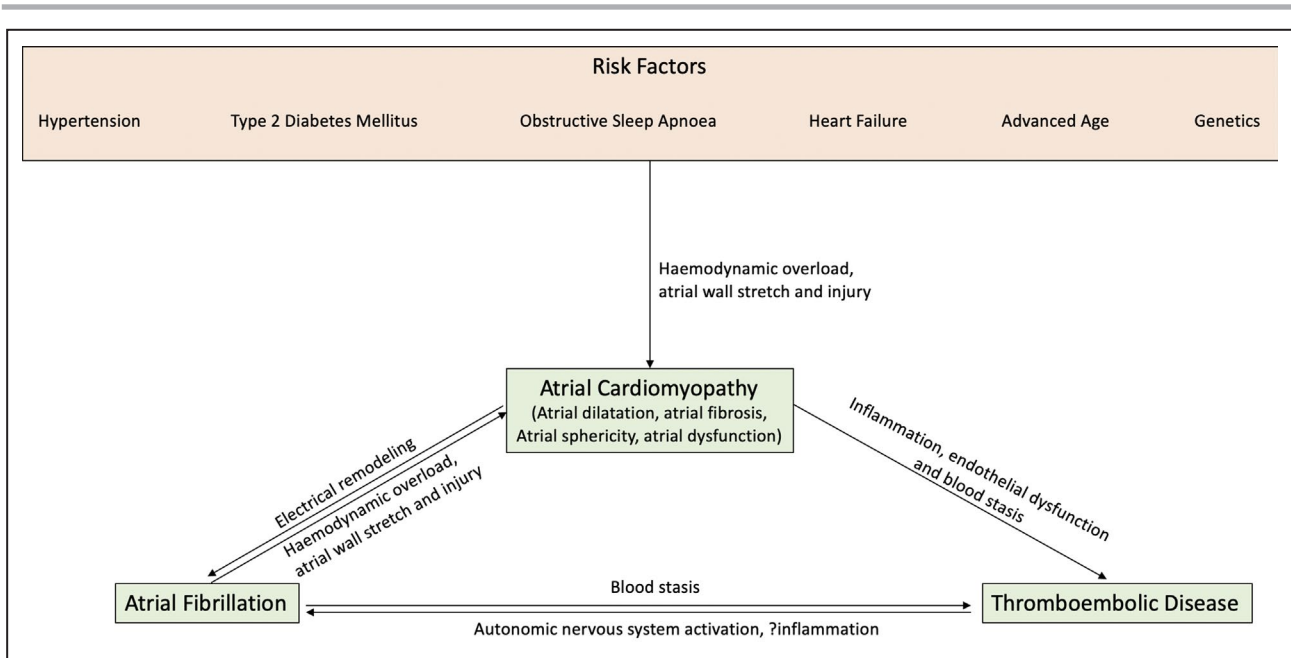 Risk Factors
Hypertension Type 2 Diabetes Mellitus Obstructive Sleep Apnoea Heart Failure Advanced Age Genetics
Haemodynamic overload,
atrial wall stretch and injury
Atrial Cardiomyopathy
(Atrial dilatation, atrial fibrosis,
Atrial sphericity, atrial dysfunction)
Electrical remodeling
Haemodynamic overload,
atrial wall stretch and injury
Inflammation, endothelial dysfunction
and blood stasis
Atrial Fibrillation
Blood stasis
Autonomic nervous system activation, ?inflammation
Thromboembolic Disease